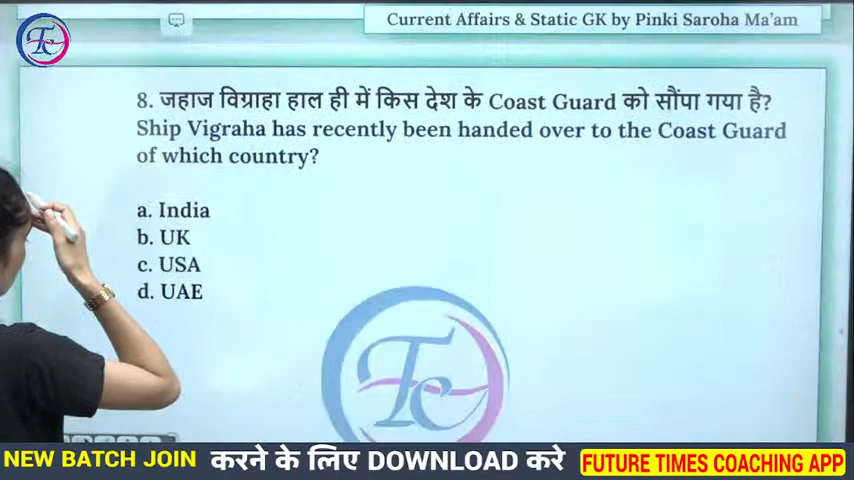 Current Affairs & Static GK by Pinki Saroha Ma'am
8. जहाज विग्राहा हाल ही में किस देश के Coast Guard को सौंपा गया है?
Ship Vigraha has recently been handed over to the Coast Guard
of which country?
a. India
b. UK
c. USA
d. UAE
Tc
Tc
NEW BATCH JOIN करने के लिए DOWNLOAD करे FUTURE TIMES COACHING APP